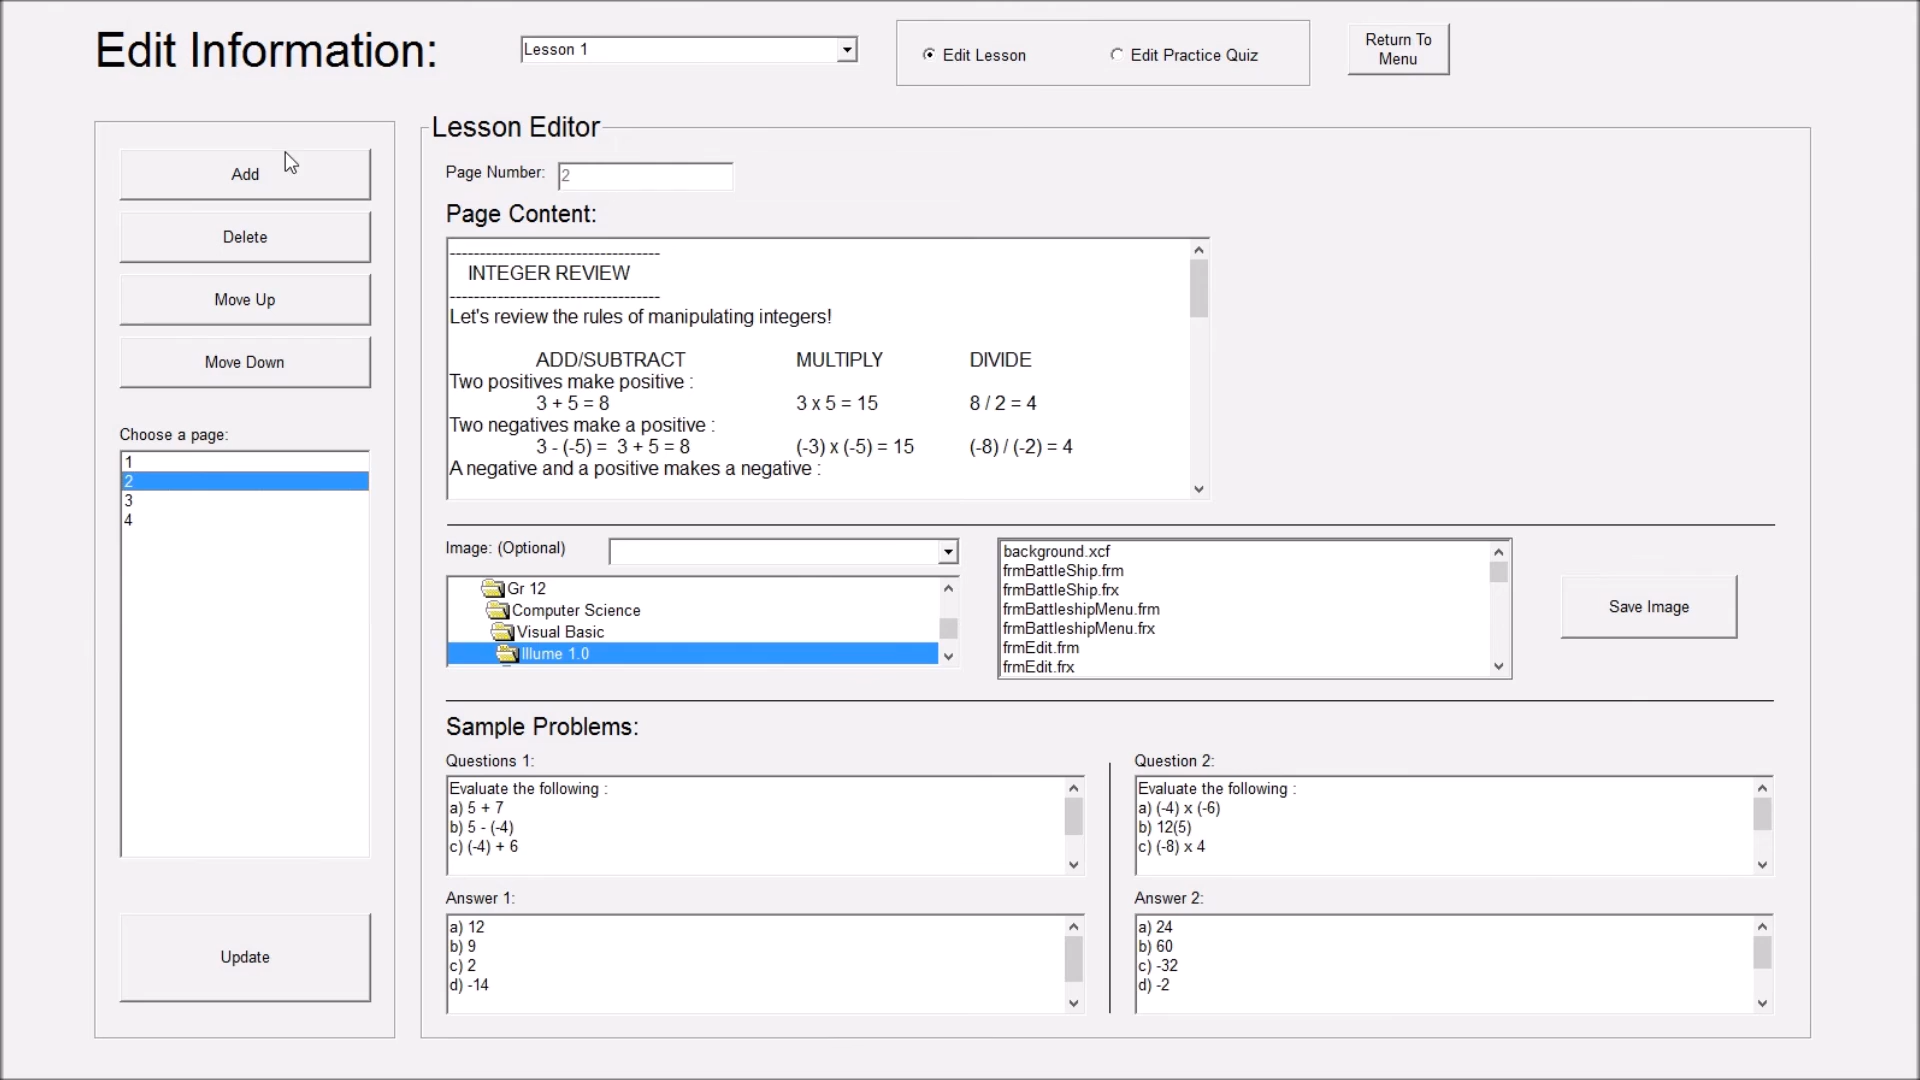 Edit Information:
Lesson 1
Edit Lesson
Edit Practice Quiz
Return To
Menu
Add
Delete
Move Up
Move Down
Choose a page:
1
2
3
4
Update
Lesson Editor
Page Number:
2
Page Content:
-----------------------------------
INTEGER REVIEW
-----------------------------------
Let's review the rules of manipulating integers!
ADD/SUBTRACT MULTIPLY DIVIDE
Two positives make positive :
3 + 5 = 8 3 x 5 = 15 8 / 2 = 4
Two negatives make a positive :
3 - (-5) = 3 + 5 = 8 (-3) x (-5) = 15 (-8) / (-2) = 4
A negative and a positive makes a negative :
Image: (Optional)
Gr 12
Computer Science
Visual Basic
Illume 1.0
background.xcf
frmBattleShip.frm
frmBattleShip.frx
frmBattleshipMenu.frm
frmBattleshipMenu.frx
frmEdit.frm
frmEdit.frx
Save Image
Sample Problems:
Questions 1:
Evaluate the following :
a) 5 + 7
b) 5 - (-4)
c) (-4) + 6
Answer 1:
a) 12
b) 9
c) 2
d) -14
Question 2:
Evaluate the following :
a) (-4) x (-6)
b) 12(5)
c) (-8) x 4
Answer 2:
a) 24
b) 60
c) -32
d) -2